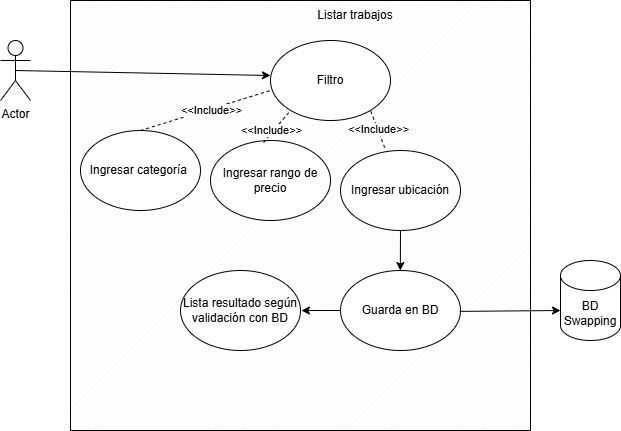 Listar trabajos
Filtro
Actor
<<Include>>
<<Include>>
<<Include>>
Ingresar categoría
Ingresar rango de
precio
Ingresar ubicación
Lista resultado según
validación con BD
Guarda en BD
BD
Swapping